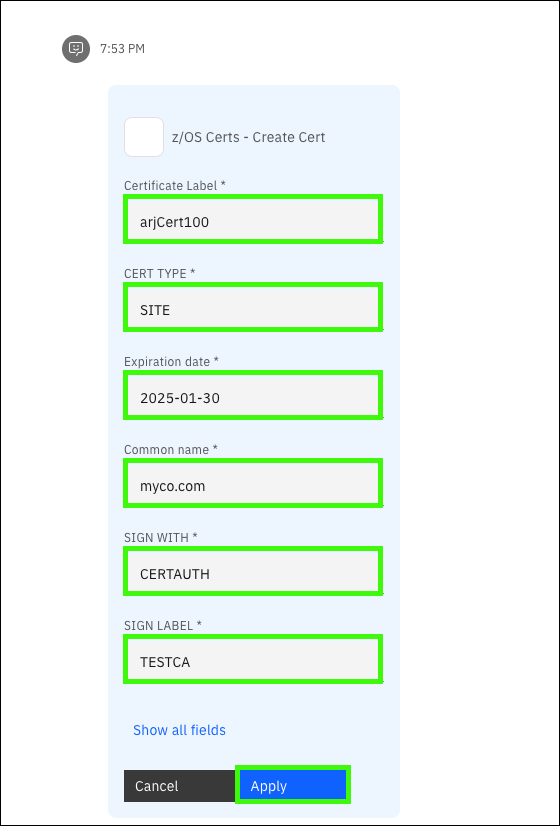 7:53 PM
z/OS Certs - Create Cert
Certificate Label *
arjCert100
CERT TYPE *
SITE
Expiration date *
2025-01-30
Common name *
myco.com
SIGN WITH *
CERTAUTH
SIGN LABEL *
TESTCA
Show all fields
Cancel Apply